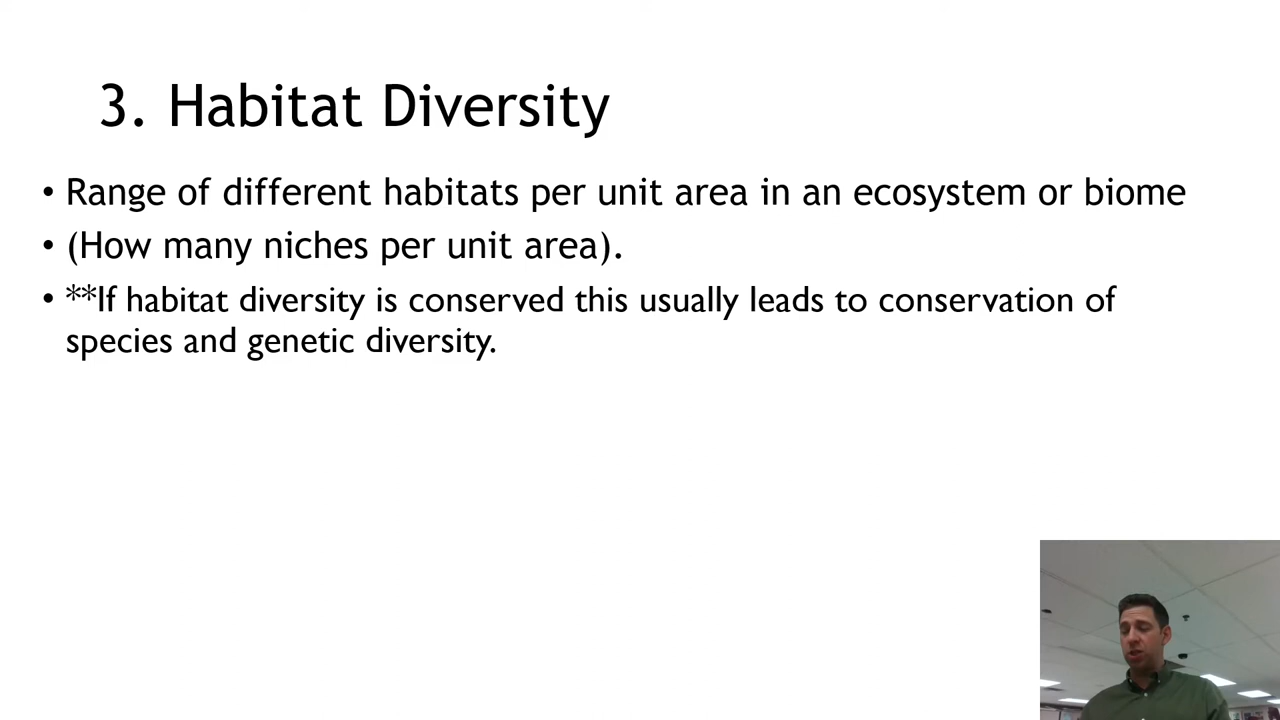 3. Habitat Diversity
• Range of different habitats per unit area in an ecosystem or biome
• (How many niches per unit area).
• **If habitat diversity is conserved this usually leads to conservation of
species and genetic diversity.